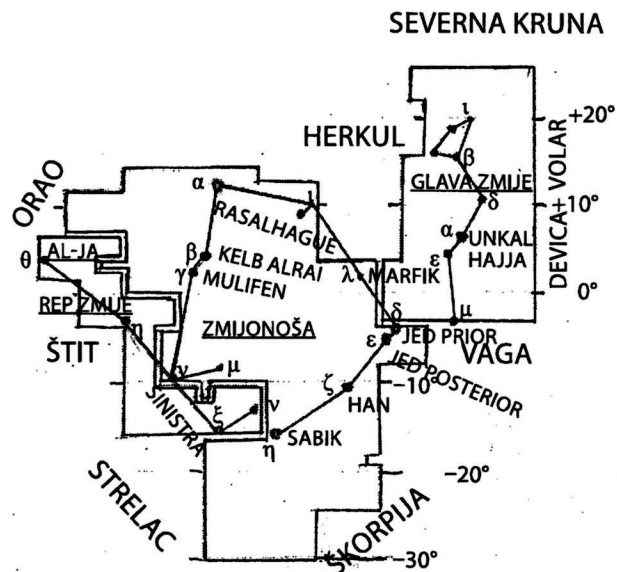 SEVERNA KRUNA
HERKUL
ι
+20°
β
GLAVA ZMIJE
DEVICA+ VOLAR
ORAO
α
RASALHAGUE
δ
10°
AL-JA
θ
β
KELB ALRAI
γ
MULIFEN
λ
MARFIK
α
UNKAL
HAJJA
ε
0°
REP ZMIJE
η
ZMIJONOŠA
δ
JED PRIOR
μ
ε
ŠTIT
VAGA
JED POSTERIOR
ν
μ
ζ
HAN
−10°
SINISTRA
ξ
ν
η
SABIK
STRELAC
−20°
ŠKORPIJA
−30°